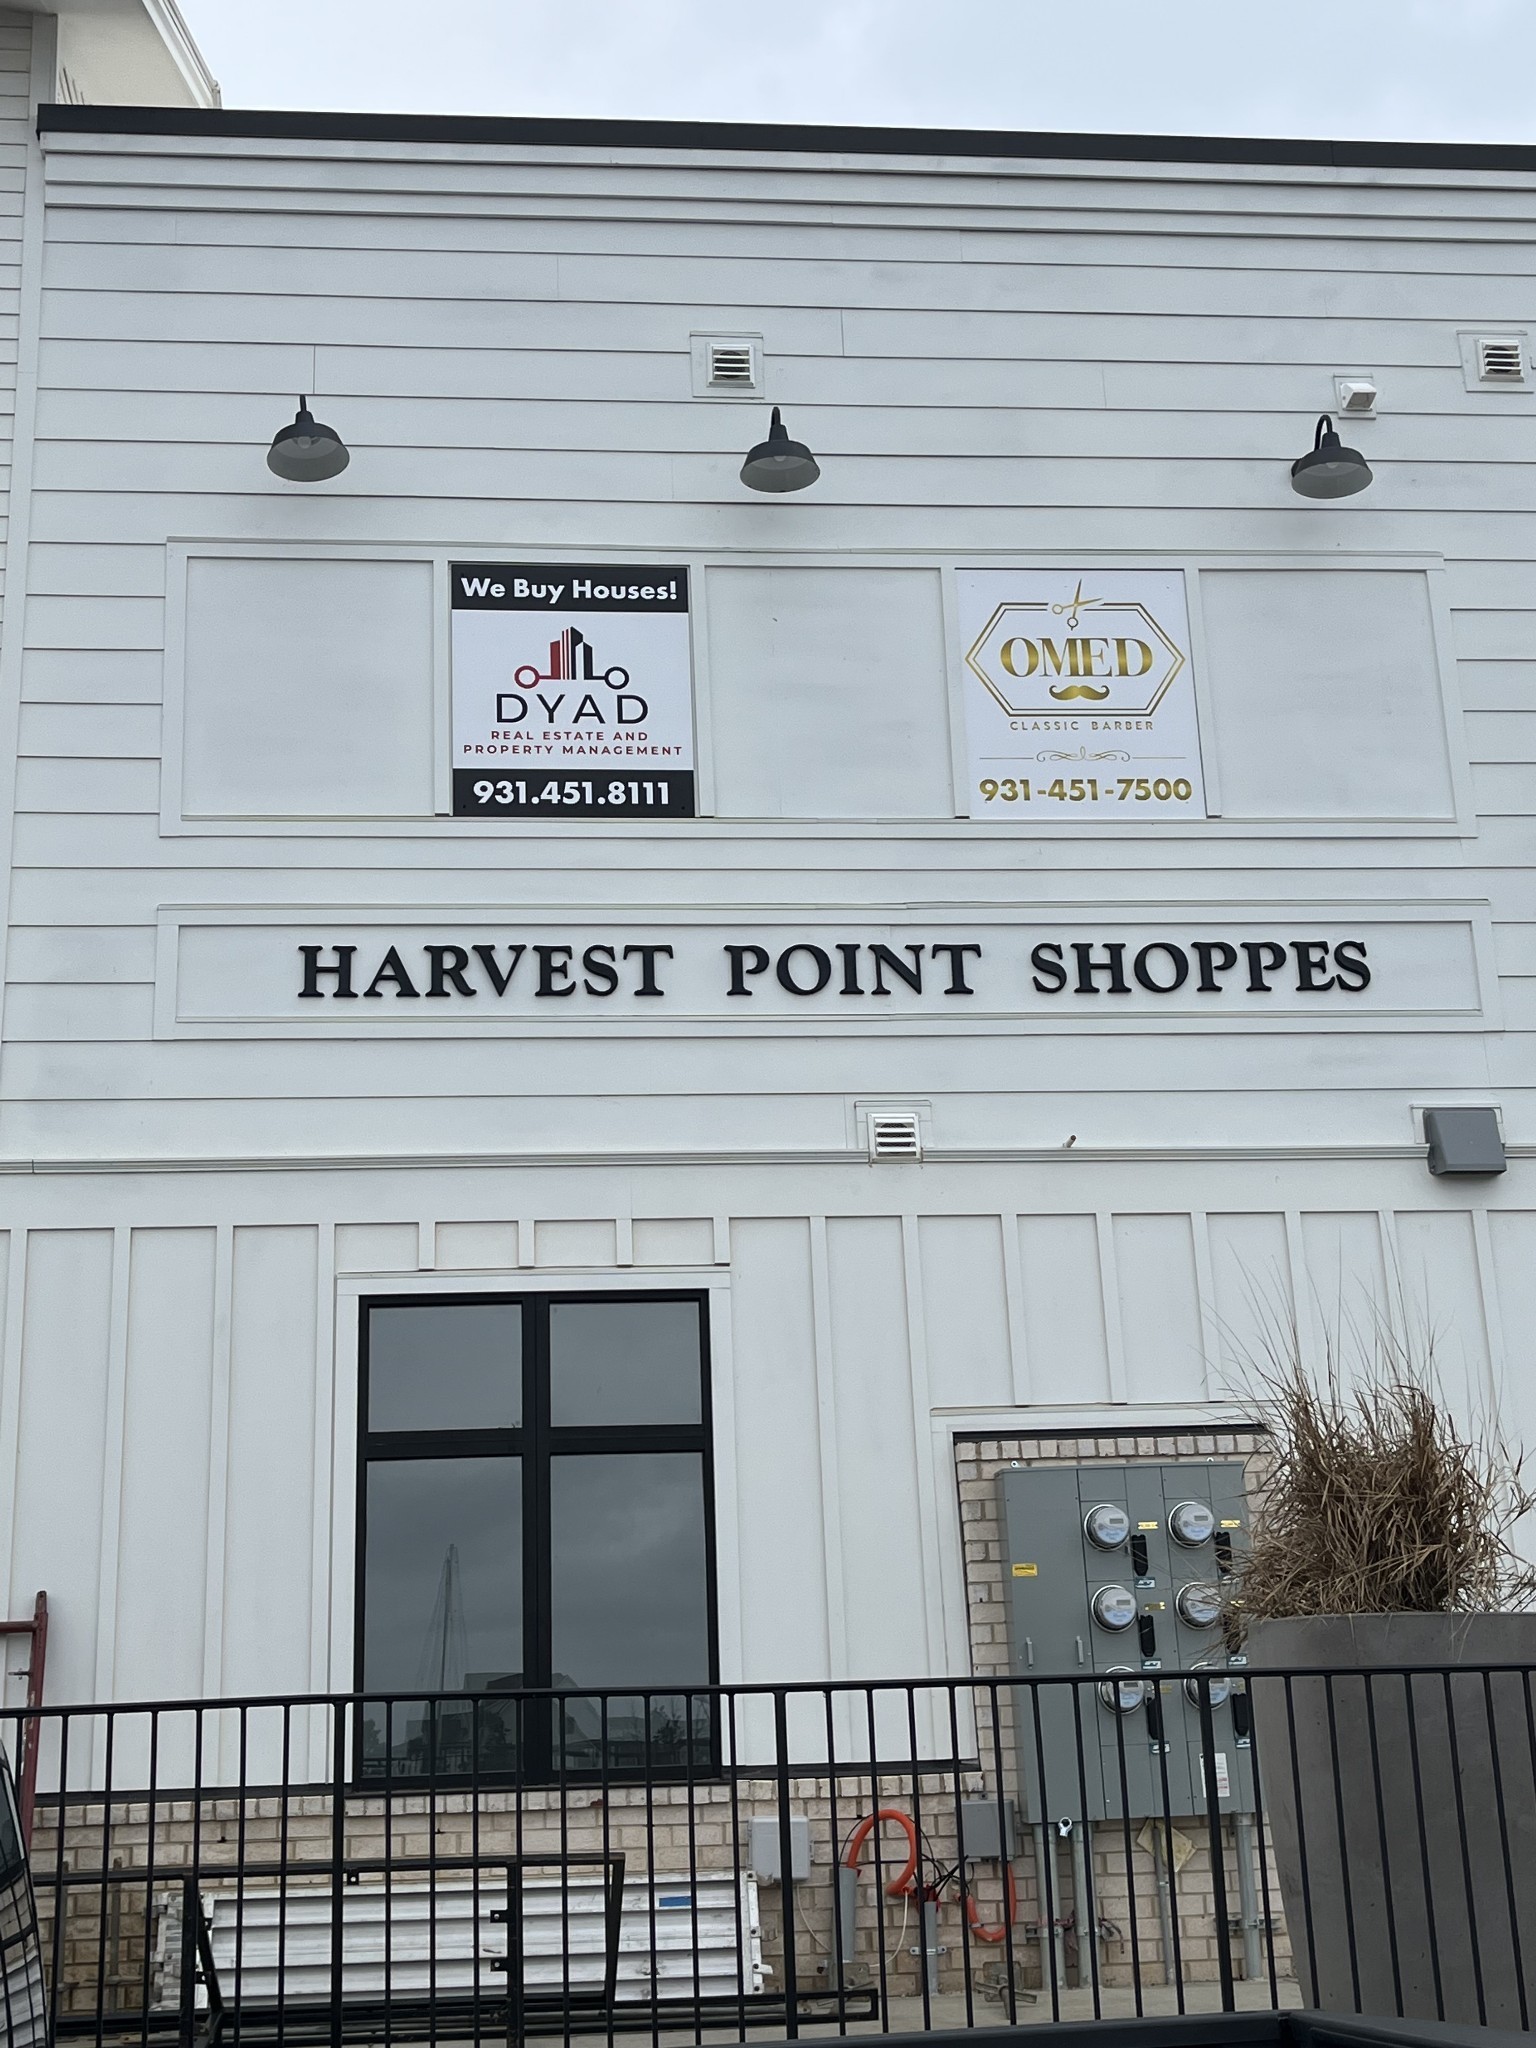 We Buy Houses!
DYAD
REAL ESTATE AND
PROPERTY MANAGEMENT
931.451.8111
OMED
CLASSIC BARBER
931-451-7500
HARVEST POINT SHOPPES